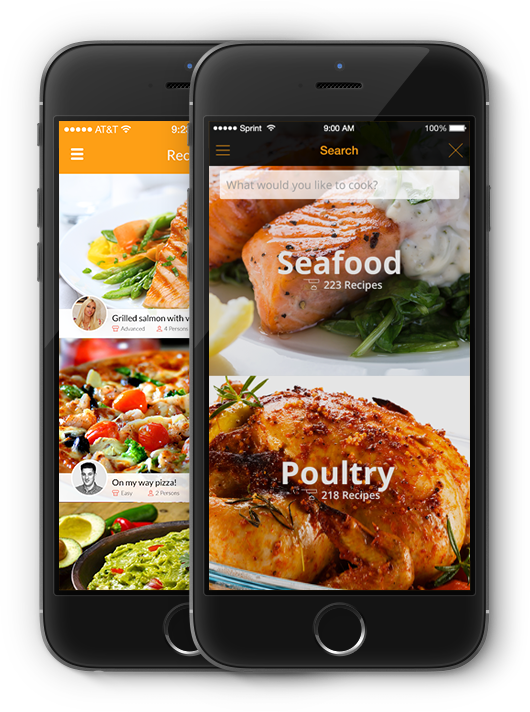 AT&T 9:2
Rec
Grilled salmon with v
Advanced 4 Persons
On my way pizza!
Easy 2 Persons
Sprint 9:00 AM 100%
Search
What would you like to cook?
Seafood
223 Recipes
Poultry
218 Recipes